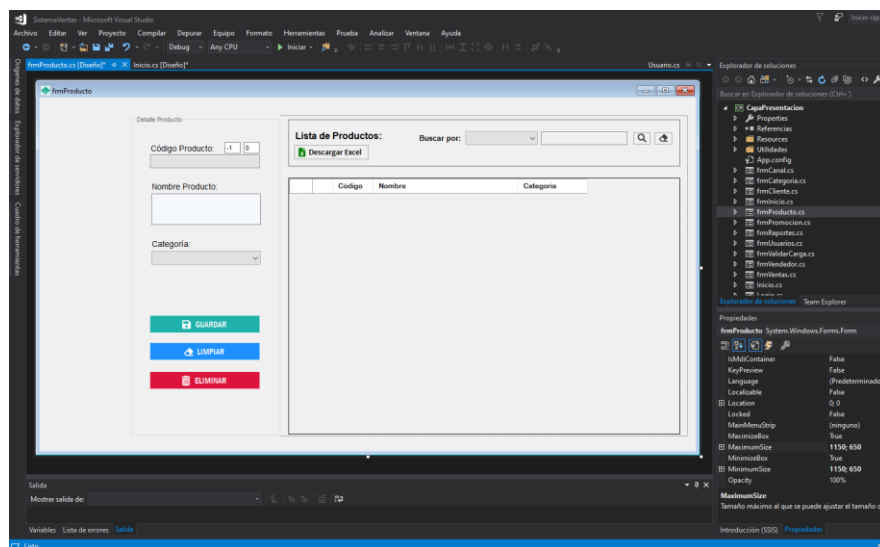 SistemaVentas - Microsoft Visual Studio
Inicio ráp
Archivo Editar Ver Proyecto Compilar Depurar Equipo Formato Herramientas Prueba Analizar Ventana Ayuda
Debug Any CPU Iniciar
frmProducto.cs [Diseño]* Inicio.cs [Diseño]* Usuario.cs
Orígenes de datos
Explorador de servidores
Cuadro de herramientas
frmProducto
Detalle Producto
Código Producto: -1 0
Nombre Producto:
Categoría:
GUARDAR
LIMPIAR
ELIMINAR
Lista de Productos: Buscar por:
Descargar Excel
Código Nombre Categoria
Explorador de soluciones
Buscar en Explorador de soluciones (Ctrl+')
CapaPresentacion
Properties
Referencias
Resources
Utilidades
App.config
frmCanal.cs
frmCategoria.cs
frmCliente.cs
frmInicio.cs
frmProducto.cs
frmPromocion.cs
frmReportes.cs
frmUsuarios.cs
frmValidarCarga.cs
frmVendedor.cs
frmVentas.cs
Inicio.cs
Explorador de soluciones Team Explorer
Propiedades
frmProducto System.Windows.Forms.Form
IsMdiContainer False
KeyPreview False
Language (Predeterminado
Localizable False
Location 0; 0
Locked False
MainMenuStrip (ninguno)
MaximizeBox True
MaximumSize 1150; 650
MinimizeBox True
MinimumSize 1150; 650
Opacity 100%
MaximumSize
Tamaño máximo al que se puede ajustar el tamaño d
Introducción (SSIS) Propiedades
Salida
Mostrar salida de:
Variables Lista de errores Salida
Listo